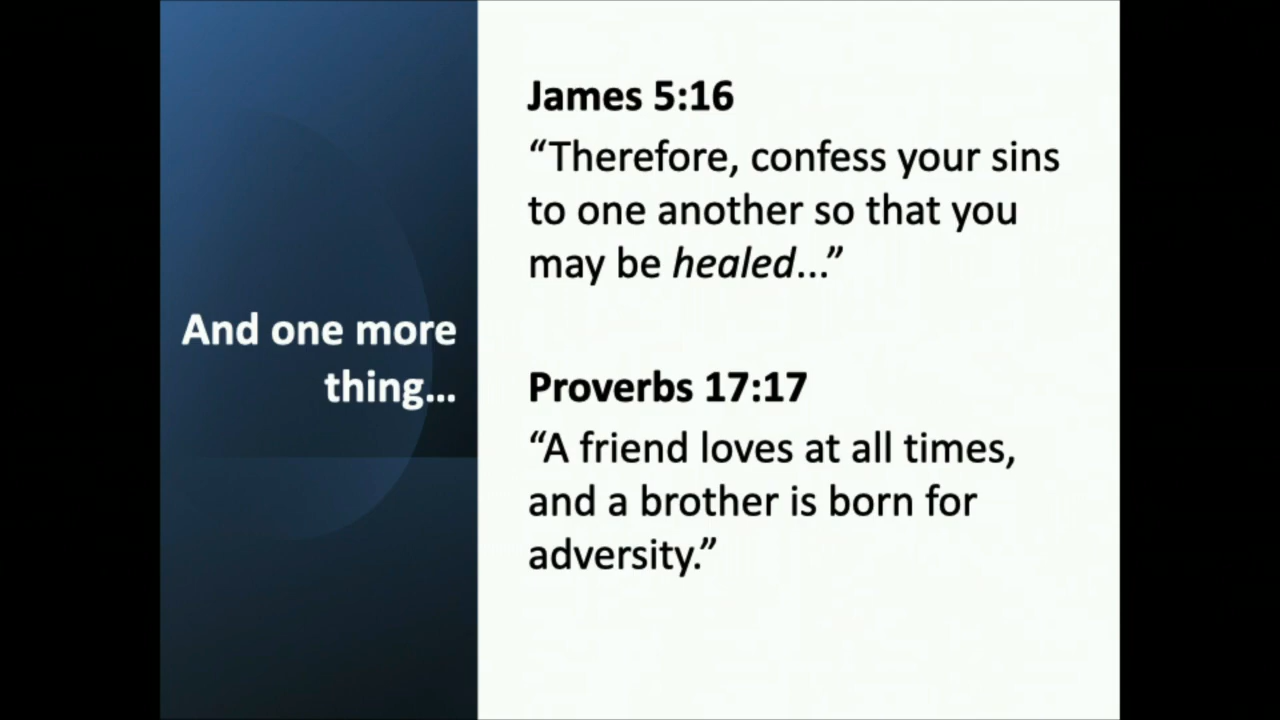 And one more
thing...
James 5:16
“Therefore, confess your sins
to one another so that you
may be healed...”
Proverbs 17:17
“A friend loves at all times,
and a brother is born for
adversity.”